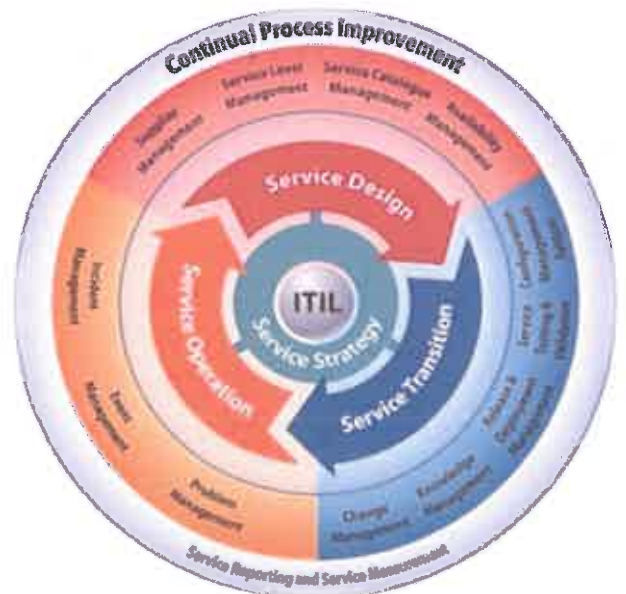 Continual Process Improvement
Supplier
Management
Service Level
Management
Service Catalogue
Management
Availability
Management
Service
Configuration
Management
System
Service
Testing &
Validation
Release &
Deployment
Management
Knowledge
Management
Change
Management
Problem
Management
Event
Management
Incident
Management
Service Design
Service Transition
Service Operation
Service Strategy
ITIL
Service Reporting and Service Measurement